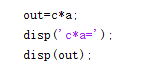 out=c*a;
disp('c*a=');
disp(out);